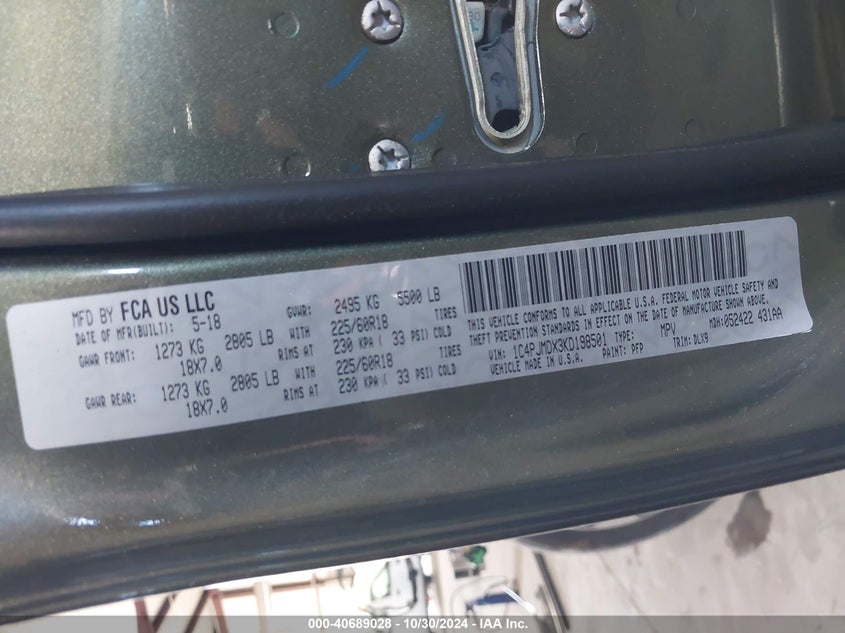 MFD BY FCA US LLC
DATE OF MFR(BUILT): 5-18 GVWR: 2495 KG 5500 LB
GAWR FRONT: 1273 KG 2805 LB WITH 225/60R18 TIRES
18X7.0 RIMS AT 230 KPA ( 33 PSI) COLD
GAWR REAR: 1273 KG 2805 LB WITH 225/60R18 TIRES
18X7.0 RIMS AT 230 KPA ( 33 PSI) COLD
THIS VEHICLE CONFORMS TO ALL APPLICABLE U.S.A. FEDERAL MOTOR VEHICLE SAFETY AND
THEFT PREVENTION STANDARDS IN EFFECT ON THE DATE OF MANUFACTURE SHOWN ABOVE.
VIN: 1C4PJMDX3KD198501 TYPE: MPV MDH: 052422 431AA
VEHICLE MADE IN U.S.A. PAINT: PFP TRIM: DLX9
000-40689028 - 10/30/2024 - IAA Inc.